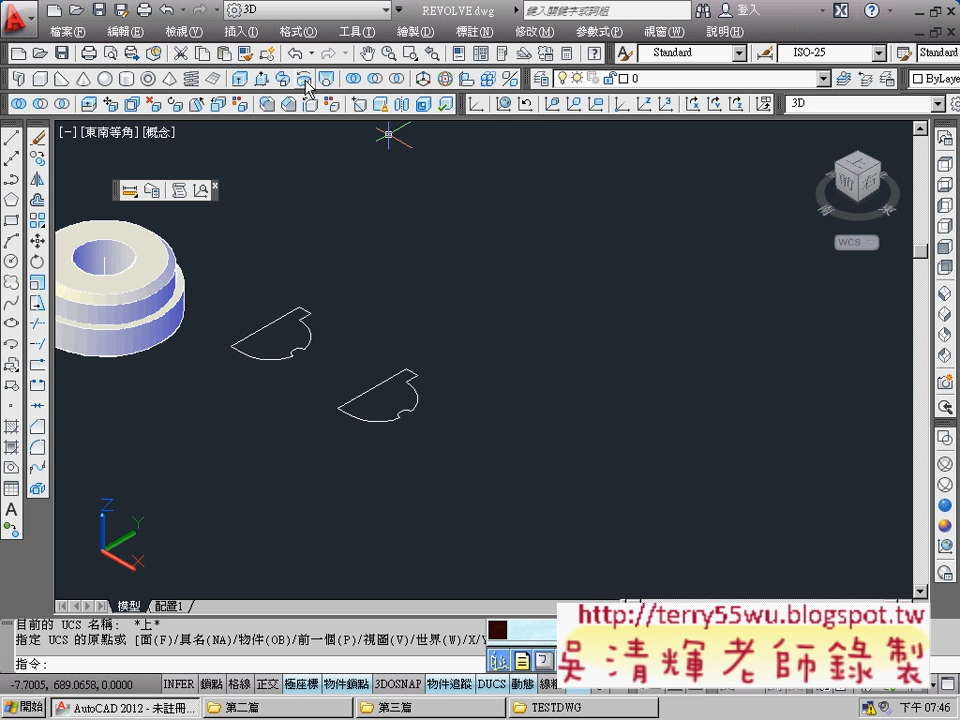 3D
REVOLVE.dwg
鍵入關鍵字或詞組
登入
檔案(F)
編輯(E)
檢視(V)
插入(I)
格式(O)
工具(T)
繪製(D)
標註(N)
修改(M)
參數式(P)
視窗(W)
說明(H)
Standard
ISO-25
Standard
0
ByLaye
3D
[−][東南等角][概念]
上
前
右
南
東
WCS
Z
Y
X
模型
配置1
目前的 UCS 名稱: *上*
指定 UCS 的原點或 [面(F)/具名(NA)/物件(OB)/前一個(P)/視圖(V)/世界(W)/X/Y
指令:
http://terry55wu.blogspot.tw
吳清輝老師錄製
-7.7005, 689.0658, 0.0000
INFER
鎖點
格線
正交
極座標
物件鎖點
3DOSNAP
物件追蹤
DUCS
動態
開始
AutoCAD 2012 - 未註冊...
第二篇
第三篇
TESTDWG
下午 07:46